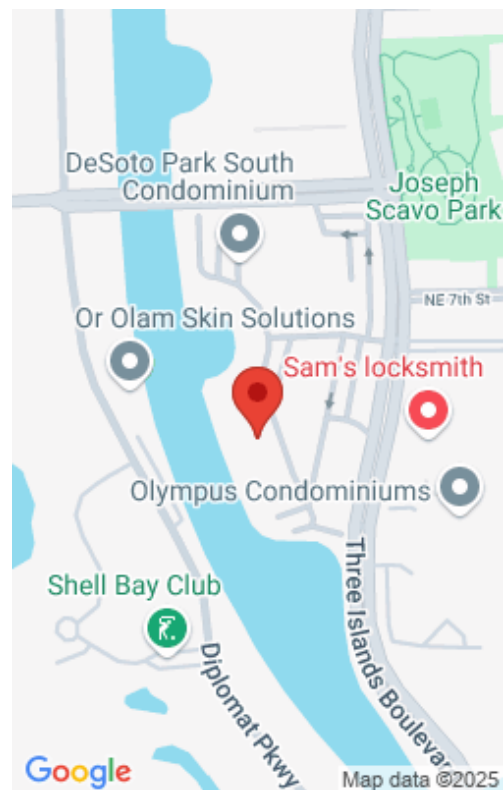 DeSoto Park South
Condominium
Joseph
Scavo Park
NE 7th St
Or Olam Skin Solutions
Sam's locksmith
Olympus Condominiums
Shell Bay Club
Three Islands Boulevar
Diplomat Pkwy
Google
Map data ©2025